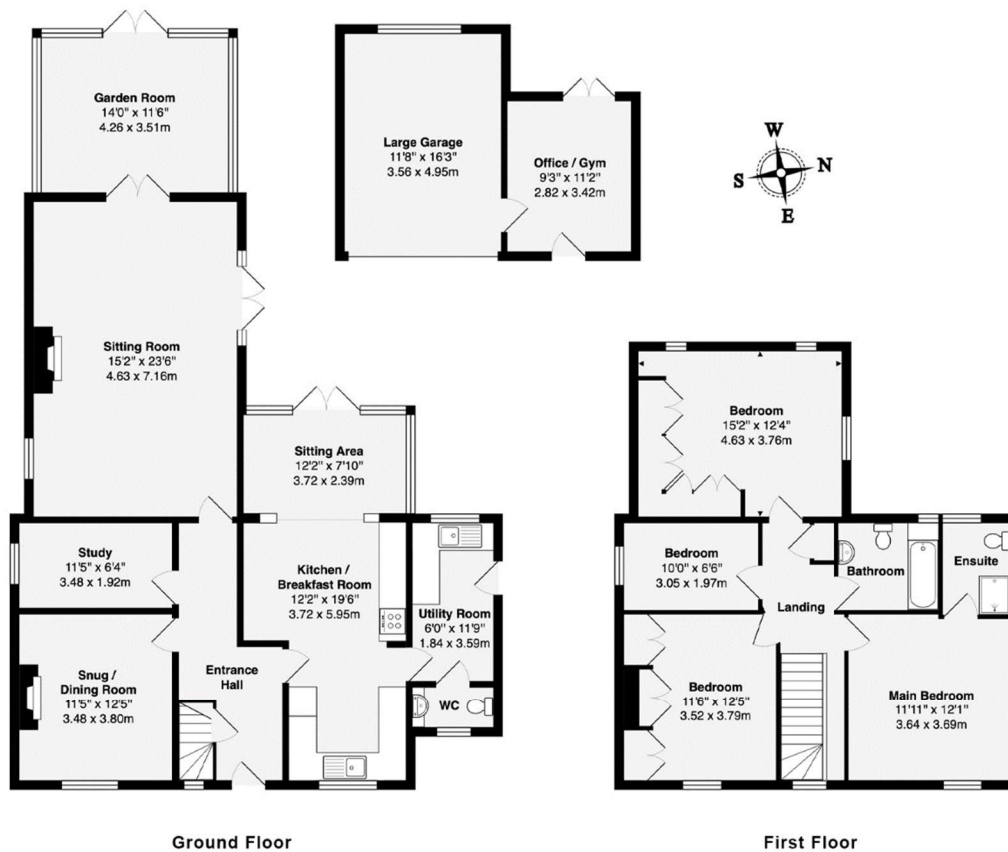 Garden Room
14'0" x 11'6"
4.26 x 3.51m
Large Garage
11'8" x 16'3"
3.56 x 4.95m
Office / Gym
9'3" x 11'2"
2.82 x 3.42m
W
N
S
E
Sitting Room
15'2" x 23'6"
4.63 x 7.16m
Sitting Area
12'2" x 7'10"
3.72 x 2.39m
Study
11'5" x 6'4"
3.48 x 1.92m
Kitchen /
Breakfast Room
12'2" x 19'6"
3.72 x 5.95m
Utility Room
6'0" x 11'9"
1.84 x 3.59m
Snug /
Dining Room
11'5" x 12'5"
3.48 x 3.80m
Entrance
Hall
WC
Bedroom
15'2" x 12'4"
4.63 x 3.76m
Bedroom
10'0" x 6'6"
3.05 x 1.97m
Bathroom
Ensuite
Landing
Bedroom
11'6" x 12'5"
3.52 x 3.79m
Main Bedroom
11'11" x 12'1"
3.64 x 3.69m
Ground Floor
First Floor